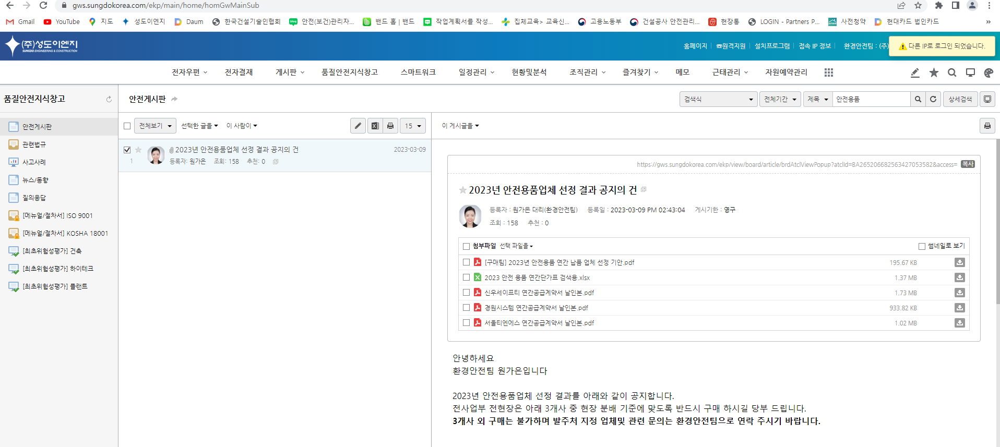 gws.sungdokorea.com/ekp/main/home/homGwMainSub
Gmail YouTube 지도 성도이엔지 Daum 한국건설기술인협회 안전(보건)관리자... 밴드 홈 | 밴드 작업계획서를 작성... 집체교육> 교육신... 고용노동부 건설공사 안전관리... 현장통 LOGIN - Partners P... 사전청약 현대카드 법인카드 »
(주)성도이엔지
SUNGDO ENGINEERING & CONSTRUCTION
홈페이지 ☎원격지원 설치프로그램 접속 IP 정보 환경안전팀 : (주)
다른 IP로 로그인 되었습니다.
전자우편 전자결재 게시판 품질안전지식창고 스마트워크 일정관리 현황및분석 조직관리 즐겨찾기 메모 근태관리 자원예약관리
품질안전지식창고
안전게시판
관련법규
사고사례
뉴스/동향
질의응답
[메뉴얼/절차서] ISO 9001
[메뉴얼/절차서] KOSHA 18001
[최초위험성평가] 건축
[최초위험성평가] 하이테크
[최초위험성평가] 플랜트
안전게시판
검색식 전체기간 제목 안전용품 상세검색
전체보기 선택한 글을 이 사람이 15
2023년 안전용품업체 선정 결과 공지의 건 2023-03-09
1 등록자: 원가은 조회: 158 추천: 0
이 게시글을
https://gws.sungdokorea.com/ekp/view/board/article/brdAtclViewPopup?atclId=BA265206682563427053582&access= 복사
2023년 안전용품업체 선정 결과 공지의 건
등록자 : 원가은 대리(환경안전팀) 등록일 : 2023-03-09 PM 02:43:04 게시기한 : 영구
조회 : 158 추천 : 0
첨부파일 선택 파일을 썸네일로 보기
[구매팀] 2023년 안전용품 연간 납품 업체 선정 기안.pdf 195.67 KB
2023 안전 용품 연간단가표 검색용.xlsx 1.37 MB
신우세이프티 연간공급계약서 날인본.pdf 1.73 MB
경원시스템 연간공급계약서 날인본.pdf 933.82 KB
서울티엔에스 연간공급계약서 날인본.pdf 1.02 MB
안녕하세요
환경안전팀 원가은입니다
2023년 안전용품업체 선정 결과를 아래와 같이 공지합니다.
전사업부 전현장은 아래 3개사 중 현장 분배 기준에 맞도록 반드시 구매 하시길 당부 드립니다.
3개사 외 구매는 불가하며 발주처 지정 업체및 관련 문의는 환경안전팀으로 연락 주시기 바랍니다.